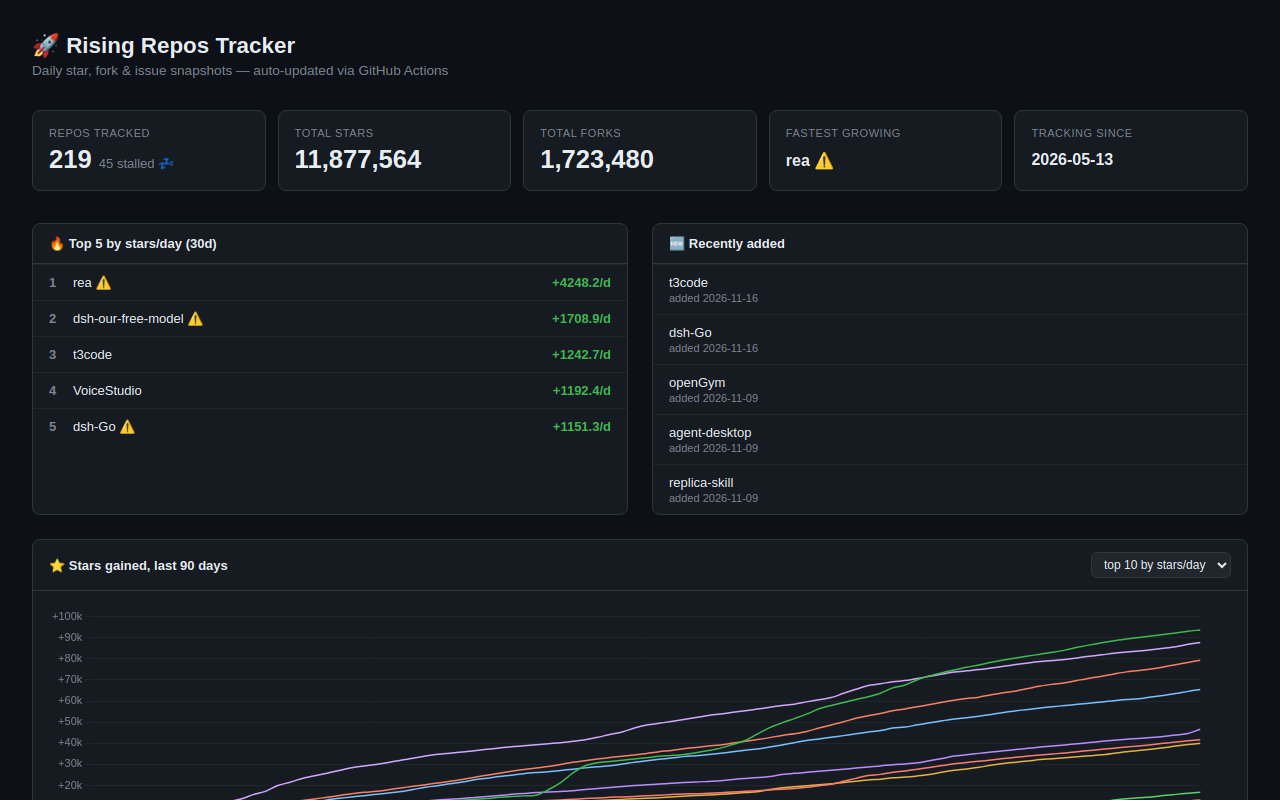 🚀 Rising Repos Tracker
Daily star, fork & issue snapshots — auto-updated via GitHub Actions
REPOS TRACKED
219 45 stalled 💤
TOTAL STARS
11,877,564
TOTAL FORKS
1,723,480
FASTEST GROWING
rea ⚠️
TRACKING SINCE
2026-05-13
🔥 Top 5 by stars/day (30d)
1 rea ⚠️ +4248.2/d
2 dsh-our-free-model ⚠️ +1708.9/d
3 t3code +1242.7/d
4 VoiceStudio +1192.4/d
5 dsh-Go ⚠️ +1151.3/d
🆕 Recently added
t3code
added 2026-11-16
dsh-Go
added 2026-11-16
openGym
added 2026-11-09
agent-desktop
added 2026-11-09
replica-skill
added 2026-11-09
⭐ Stars gained, last 90 days
top 10 by stars/day
+100k
+90k
+80k
+70k
+60k
+50k
+40k
+30k
+20k